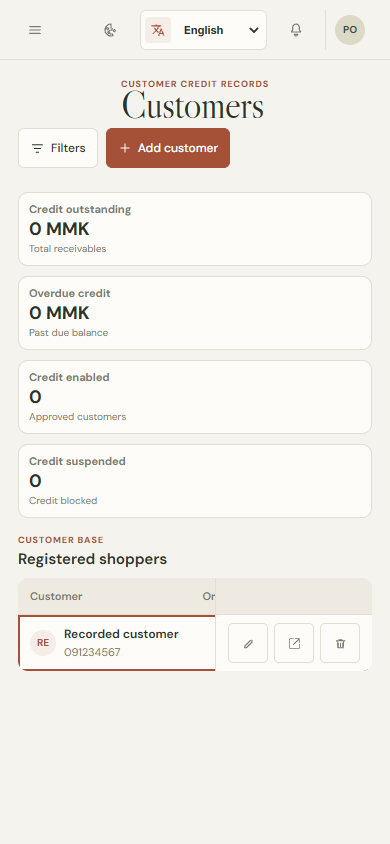 English
PO
CUSTOMER CREDIT RECORDS
Customers
Filters
Add customer
Credit outstanding
0 MMK
Total receivables
Overdue credit
0 MMK
Past due balance
Credit enabled
0
Approved customers
Credit suspended
0
Credit blocked
CUSTOMER BASE
Registered shoppers
Customer Or
RE
Recorded customer
091234567